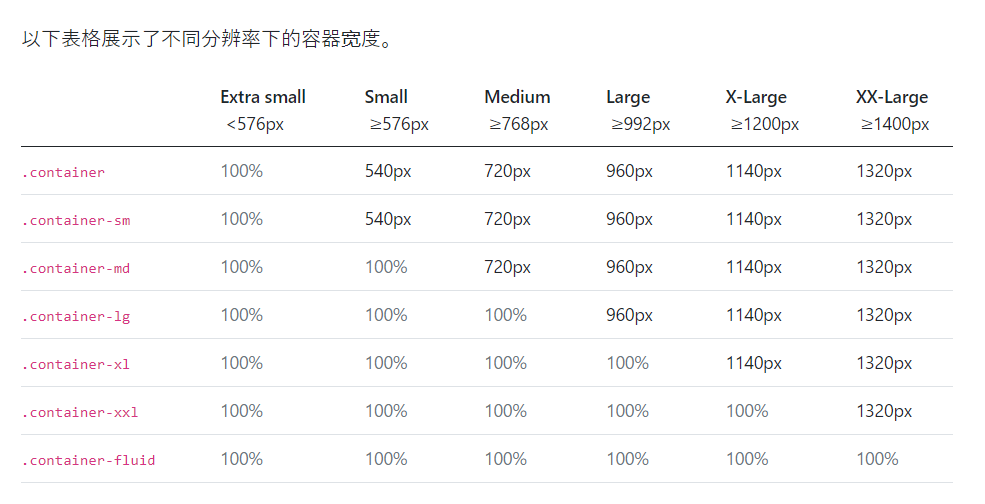 以下表格展示了不同分辨率下的容器宽度。
Extra small Small Medium Large X-Large XX-Large
<576px ≥576px ≥768px ≥992px ≥1200px ≥1400px
.container 100% 540px 720px 960px 1140px 1320px
.container-sm 100% 540px 720px 960px 1140px 1320px
.container-md 100% 100% 720px 960px 1140px 1320px
.container-lg 100% 100% 100% 960px 1140px 1320px
.container-xl 100% 100% 100% 100% 1140px 1320px
.container-xxl 100% 100% 100% 100% 100% 1320px
.container-fluid 100% 100% 100% 100% 100% 100%